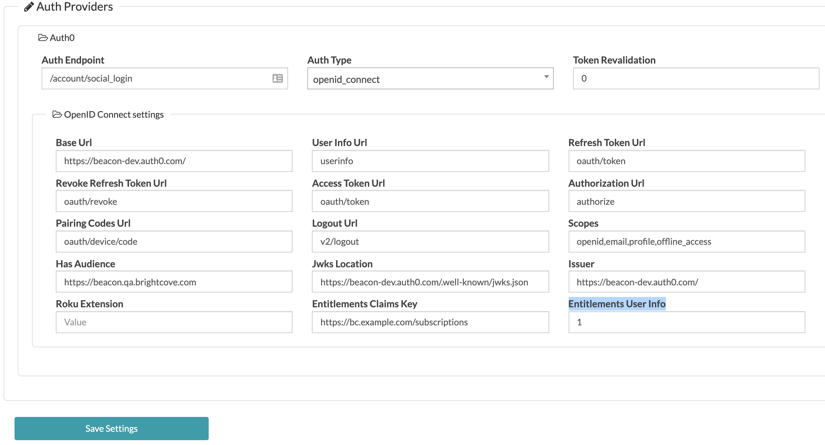 Auth Providers
Auth0
Auth Endpoint Auth Type Token Revalidation
/account/social_login openid_connect 0
OpenID Connect settings
Base Url User Info Url Refresh Token Url
https://beacon-dev.auth0.com/ userinfo oauth/token
Revoke Refresh Token Url Access Token Url Authorization Url
oauth/revoke oauth/token authorize
Pairing Codes Url Logout Url Scopes
oauth/device/code v2/logout openid,email,profile,offline_access
Has Audience Jwks Location Issuer
https://beacon.qa.brightcove.com https://beacon-dev.auth0.com/.well-known/jwks.json https://beacon-dev.auth0.com/
Roku Extension Entitlements Claims Key Entitlements User Info
Value https://bc.example.com/subscriptions 1
Save Settings